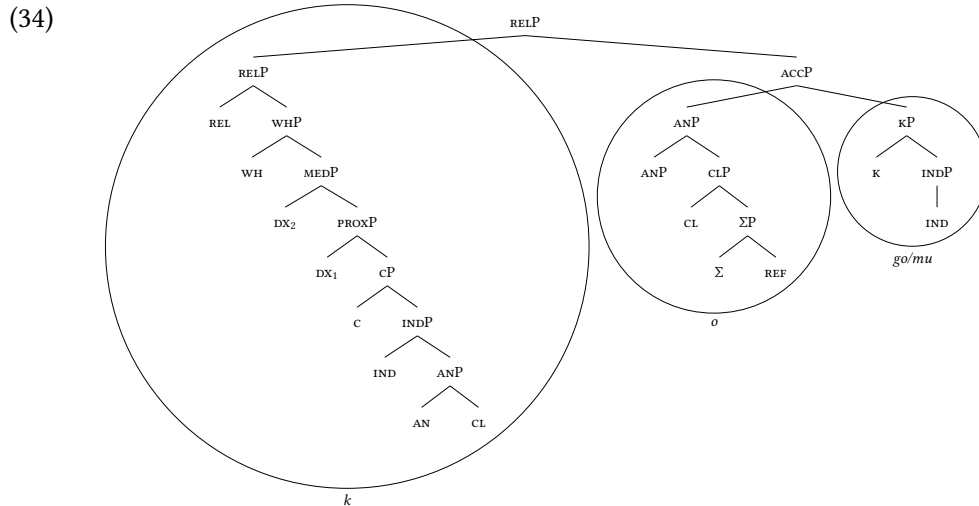 (34)
RELP
RELP ACCP
REL WHP ANP KP
WH MEDP ANP CLP K INDP
DX₂ PROXP CL ΣP IND
DX₁ CP Σ REF
go/mu
C INDP
o
IND ANP
AN CL
k